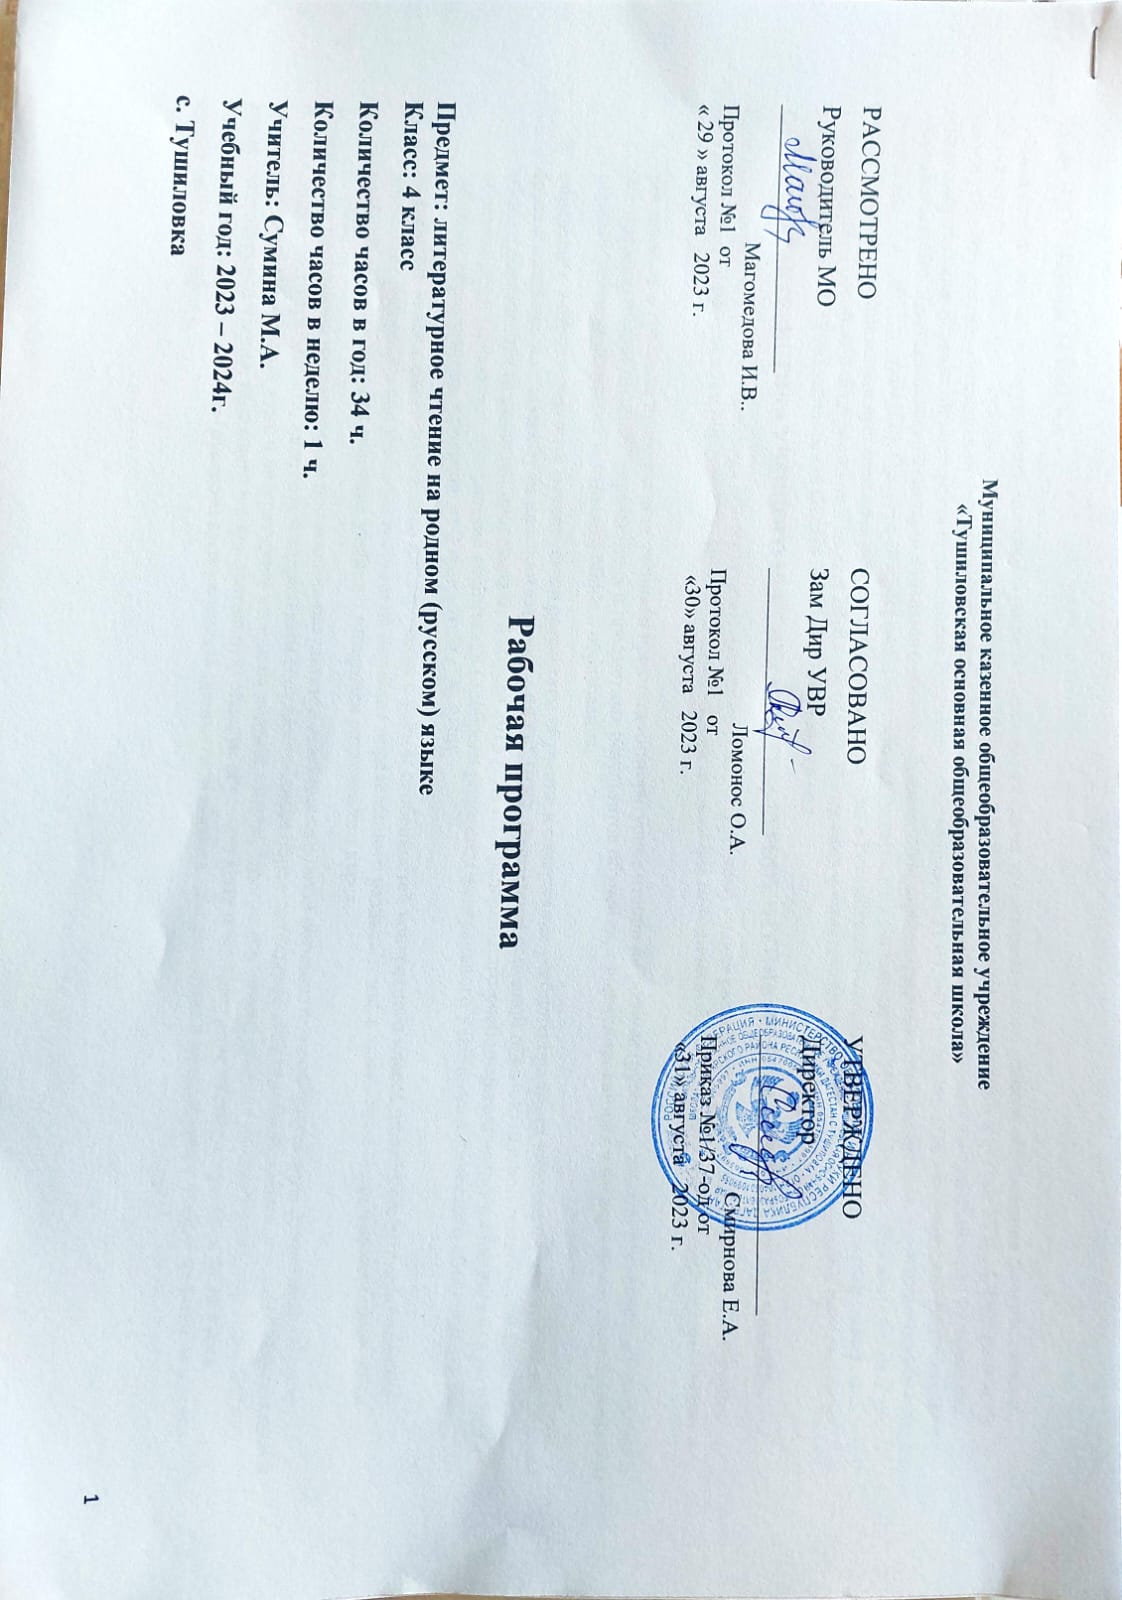 Муниципальное казенное общеобразовательное учреждение
«Тушиловская основная общеобразовательная школа»
РАССМОТРЕНО
Руководитель МО
Магомедова И.В..
Протокол №1 от
« 29 » августа 2023 г.
СОГЛАСОВАНО
Зам Дир УВР
Ломонос О.А.
Протокол №1 от
«30» августа 2023 г.
УТВЕРЖДЕНО
Директор
Смирнова Е.А.
Приказ №1/37-од от
«31» августа 2023 г.
Рабочая программа
Предмет: литературное чтение на родном (русском) языке
Класс: 4 класс
Количество часов в год: 34 ч.
Количество часов в неделю: 1 ч.
Учитель: Сумина М.А.
Учебный год: 2023 – 2024г.
с. Тушиловка
1